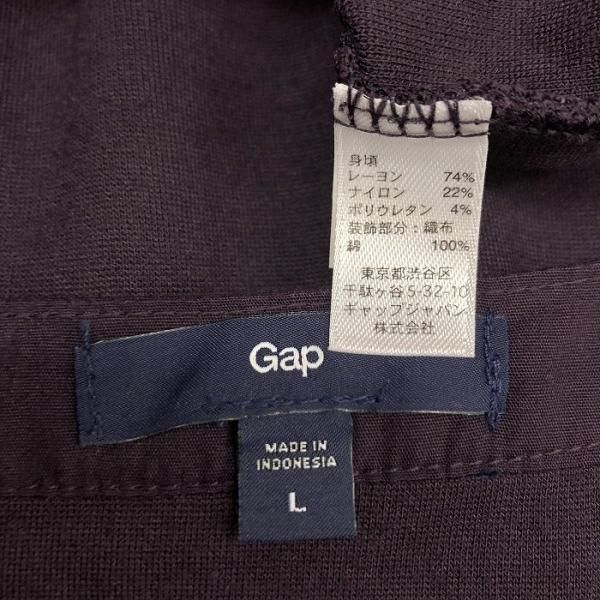 身頃
レーヨン 74%
ナイロン 22%
ポリウレタン 4%
装飾部分:織布
綿 100%
東京都渋谷区
千駄ヶ谷5-32-10
ギャップジャパン
株式会社
Gap
MADE IN
INDONESIA
L